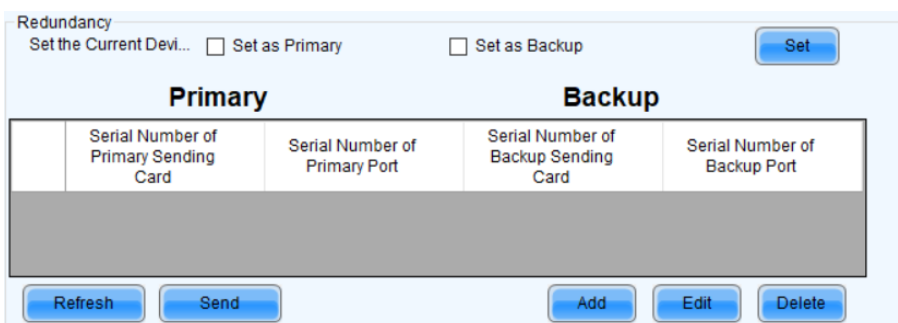 Redundancy
Set the Current Devi... Set as Primary Set as Backup Set
Primary Backup
Serial Number of Primary Sending Card
Serial Number of Primary Port
Serial Number of Backup Sending Card
Serial Number of Backup Port
Refresh Send Add Edit Delete